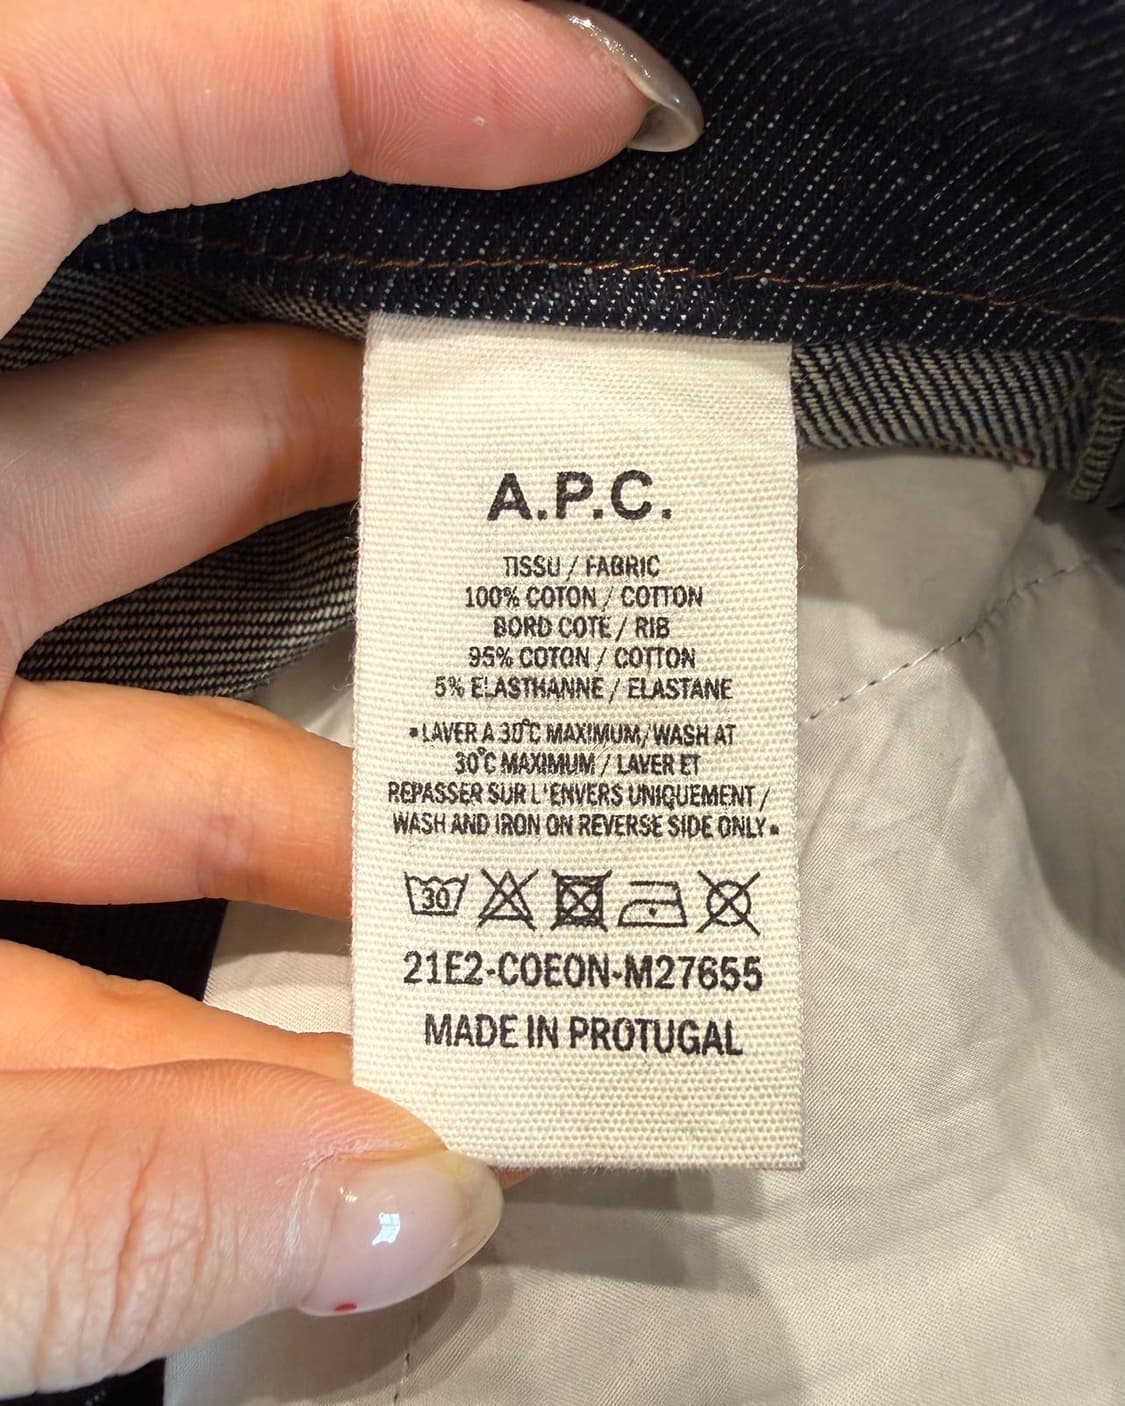 A.P.C.
TISSU / FABRIC
100% COTON / COTTON
BORD COTE / RIB
95% COTON / COTTON
5% ELASTHANNE / ELASTANE
• LAVER A 30°C MAXIMUM/WASH AT
30°C MAXIMUM / LAVER ET
REPASSER SUR L'ENVERS UNIQUEMENT /
WASH AND IRON ON REVERSE SIDE ONLY •
30
21E2-COEON-M27655
MADE IN PROTUGAL